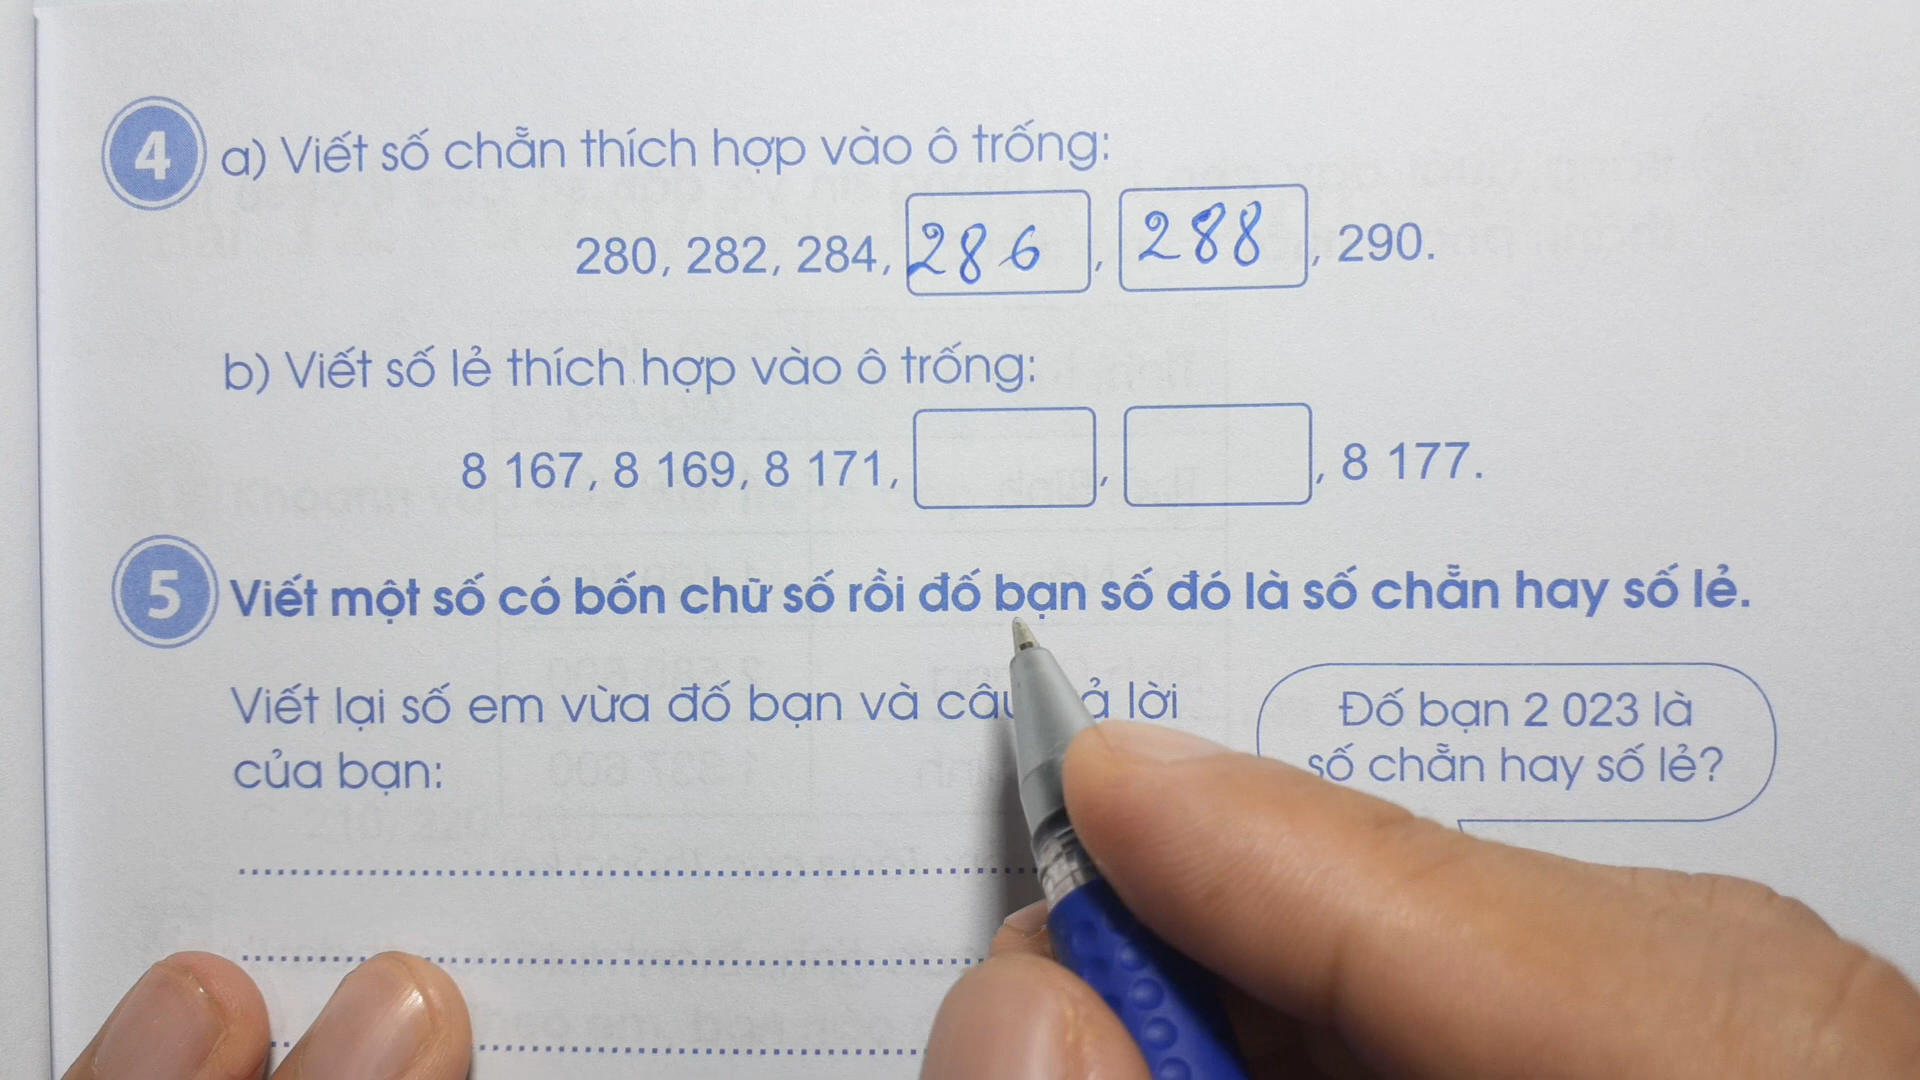 4 a) Viết số chẵn thích hợp vào ô trống:
280, 282, 284, 286, 288, 290.
b) Viết số lẻ thích hợp vào ô trống:
8 167, 8 169, 8 171, , , 8 177.
5 Viết một số có bốn chữ số rồi đố bạn số đó là số chẵn hay số lẻ.
Viết lại số em vừa đố bạn và lời
của bạn:
Đố bạn 2 023 là
số chẵn hay số lẻ?